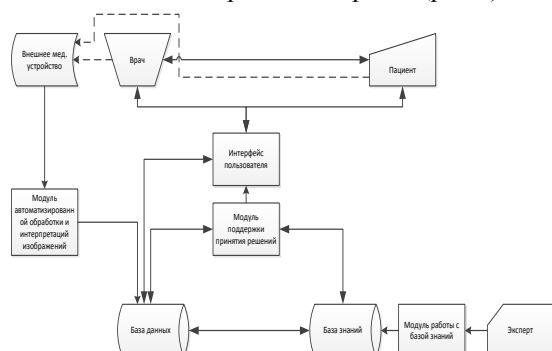 Внешнее мед.
устройство
Врач
Пациент
Интерфейс
пользователя
Модуль
автоматизированн
ой обработки и
интерпретаций
изображений
Модуль
поддержки
принятия решений
База данных
База знаний
Модуль работы с
базой знаний
Эксперт